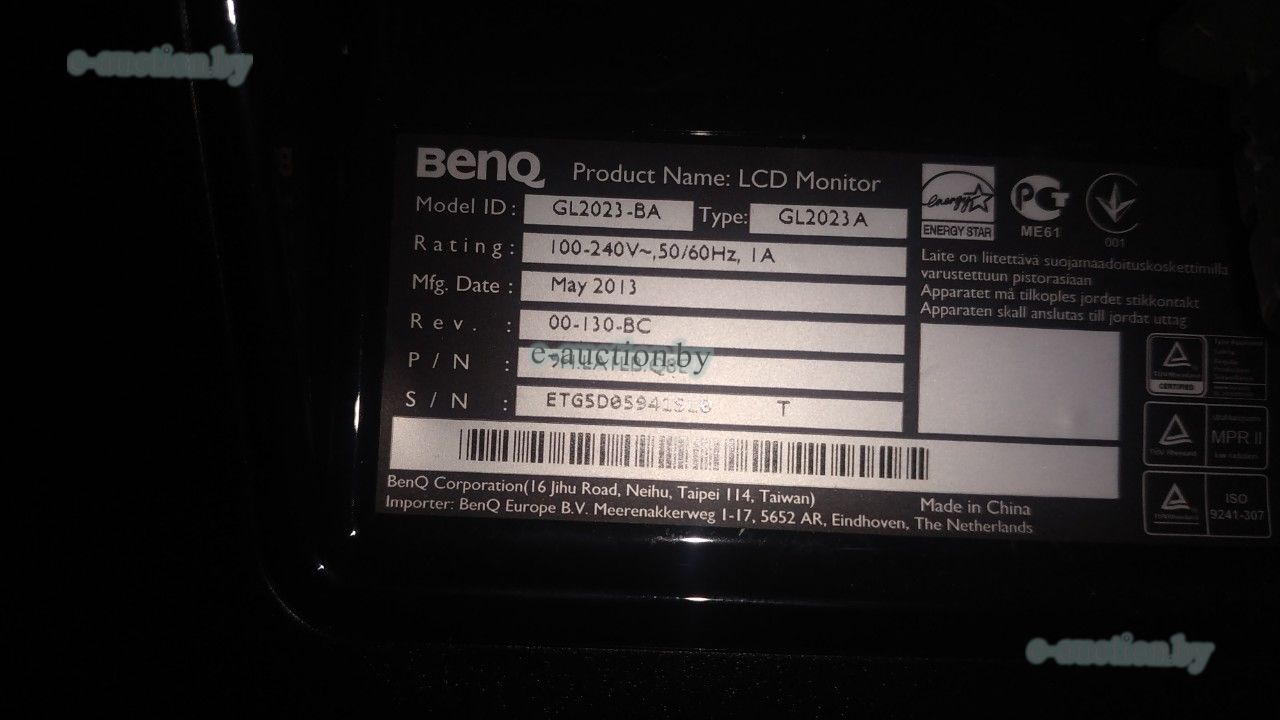 e-auction.by
BenQ Product Name: LCD Monitor
Model ID: GL2023-BA Type: GL2023A
Rating: 100-240V~,50/60Hz, 1A
Mfg. Date: May 2013
Rev. : 00-130-BC
P/N
e-auction.by
S/N : T
energy
ENERGY STAR
PCT
ME61
001
Laite on liitettävä suojamaadoituskoskettimilla
varustettuun pistorasiaan
Apparatet må tilkoples jordet stikkontakt
Apparaten skall anslutas till jordat uttag
TÜVRheinland
CERTIFIED
TÜVRheinland
MPR II
TÜVRheinland
ISO
9241-307
BenQ Corporation(16 Jihu Road, Neihu, Taipei 114, Taiwan)
Made in China
Importer: BenQ Europe B.V. Meerenakkerweg 1-17, 5652 AR, Eindhoven, The Netherlands
e-auction.by